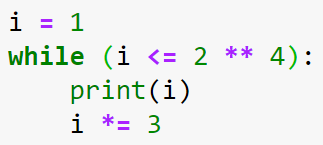 i = 1
while (i <= 2 ** 4):
    print(i)
    i *= 3